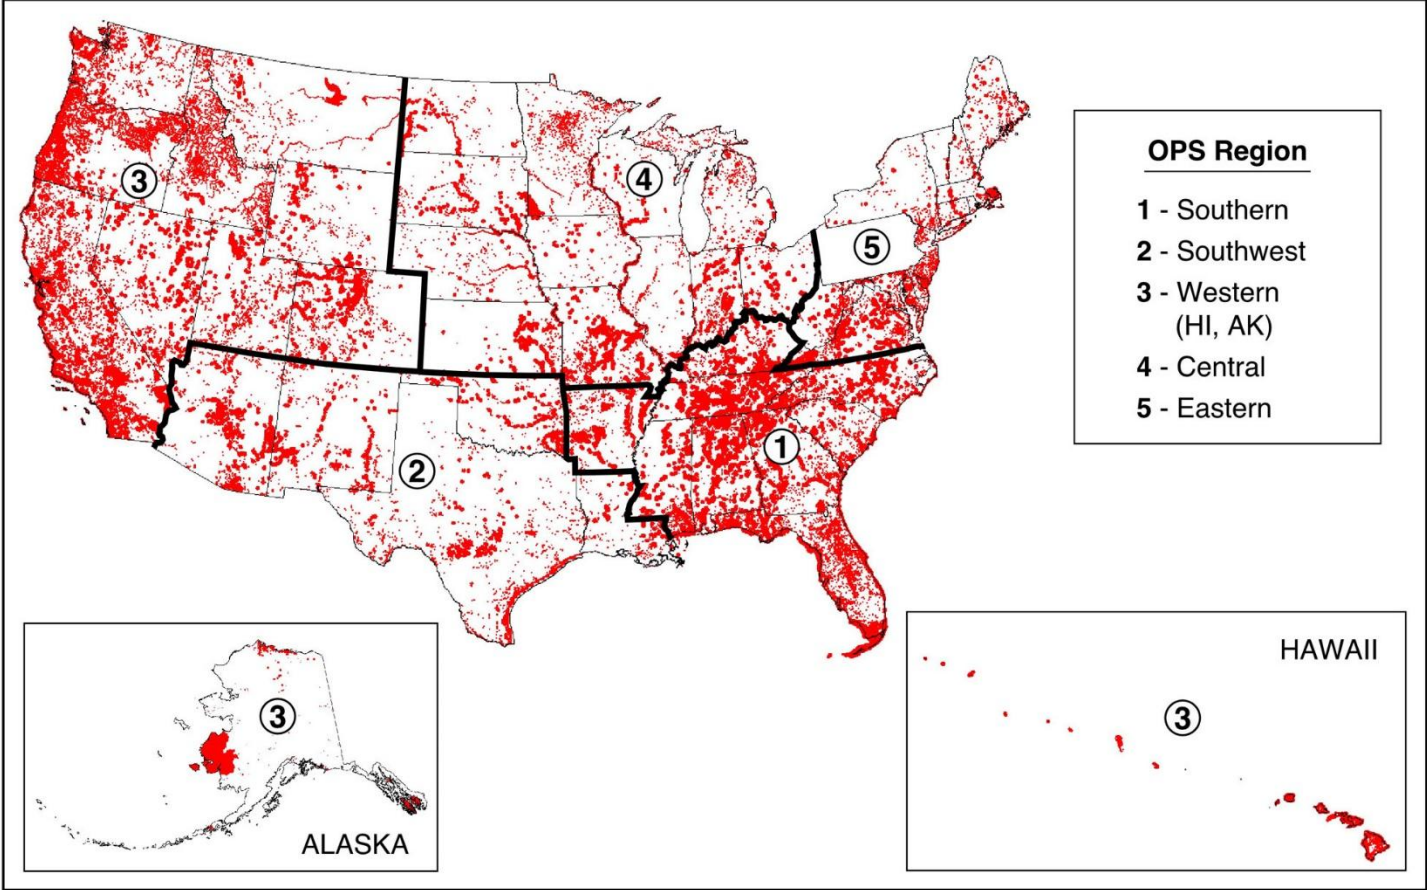 3
4
5
1
2
OPS Region
1 - Southern
2 - Southwest
3 - Western
(HI, AK)
4 - Central
5 - Eastern
3
ALASKA
HAWAII
3